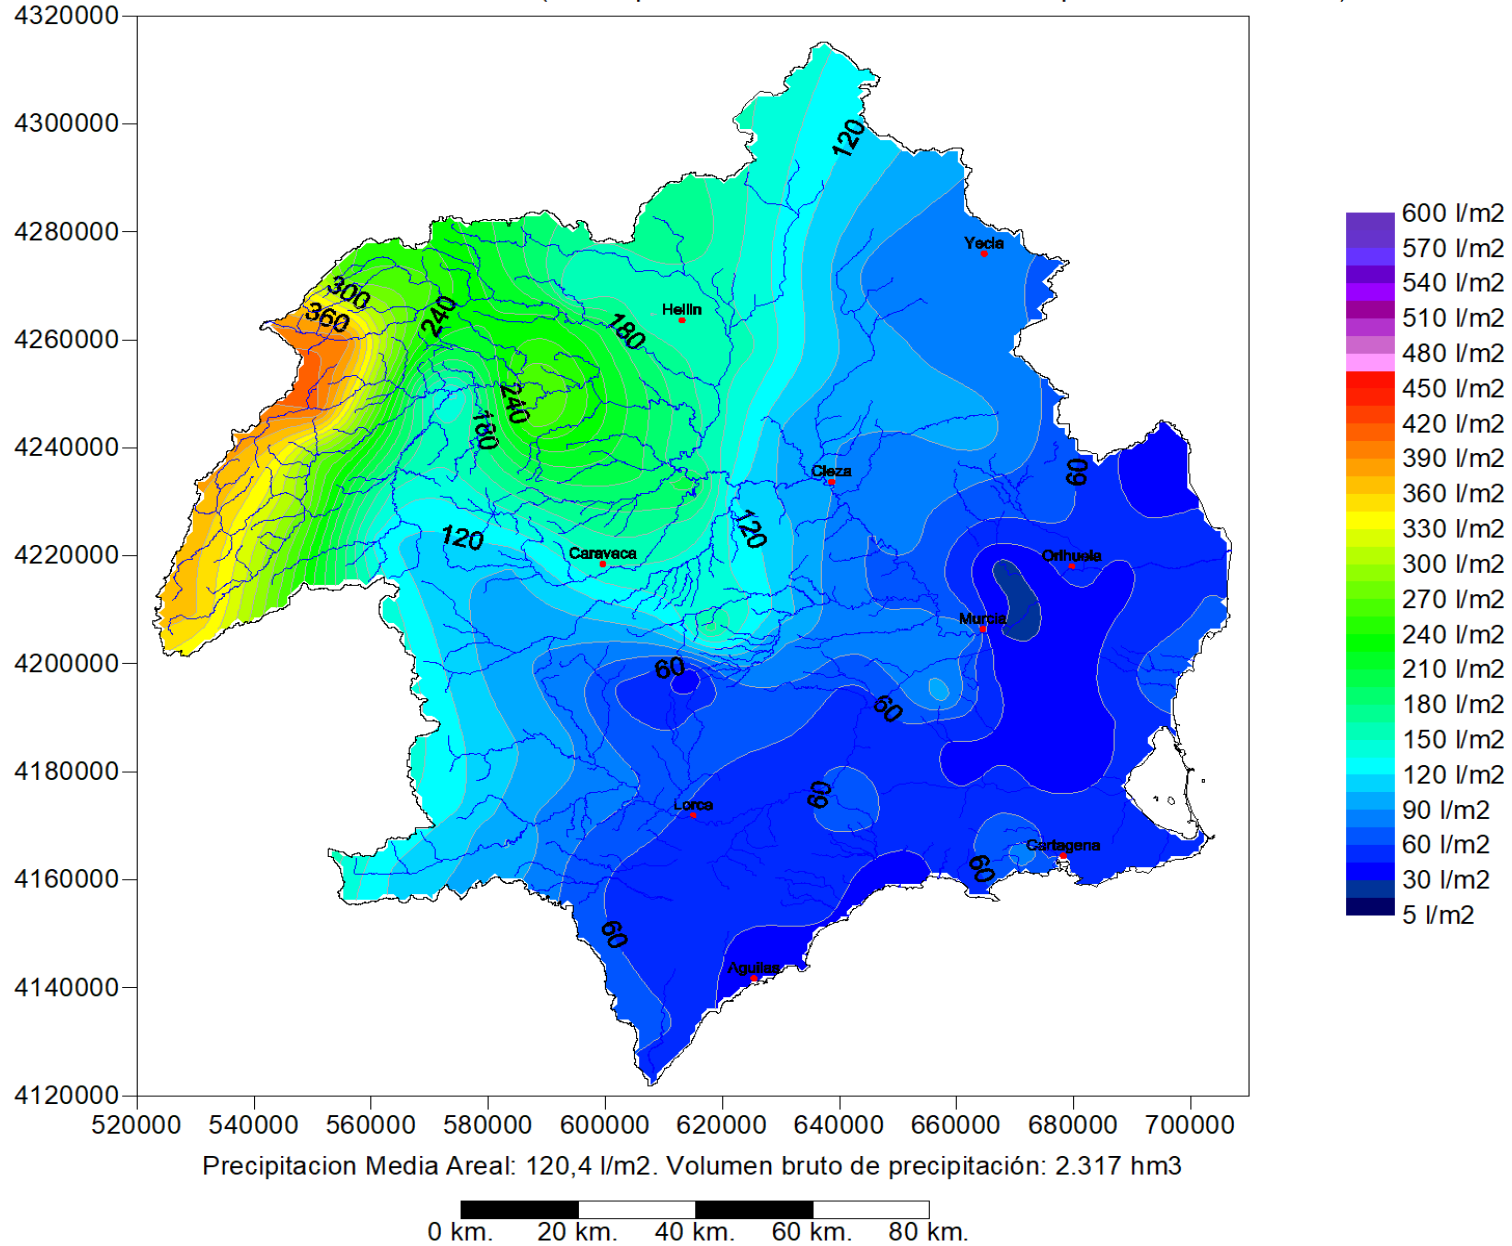 4320000
4300000
4280000
4260000
4240000
4220000
4200000
4180000
4160000
4140000
4120000
520000 540000 560000 580000 600000 620000 640000 660000 680000 700000
120
Yecla
300
360
240
Hellin
180
240
180
Cieza
60
120
120
Caravaca
Orihuela
Murcia
60
60
60
Lorca
Cartagena
60
60
Aguilas
600 l/m2
570 l/m2
540 l/m2
510 l/m2
480 l/m2
450 l/m2
420 l/m2
390 l/m2
360 l/m2
330 l/m2
300 l/m2
270 l/m2
240 l/m2
210 l/m2
180 l/m2
150 l/m2
120 l/m2
90 l/m2
60 l/m2
30 l/m2
5 l/m2
Precipitacion Media Areal: 120,4 l/m2. Volumen bruto de precipitación: 2.317 hm3
0 km. 20 km. 40 km. 60 km. 80 km.